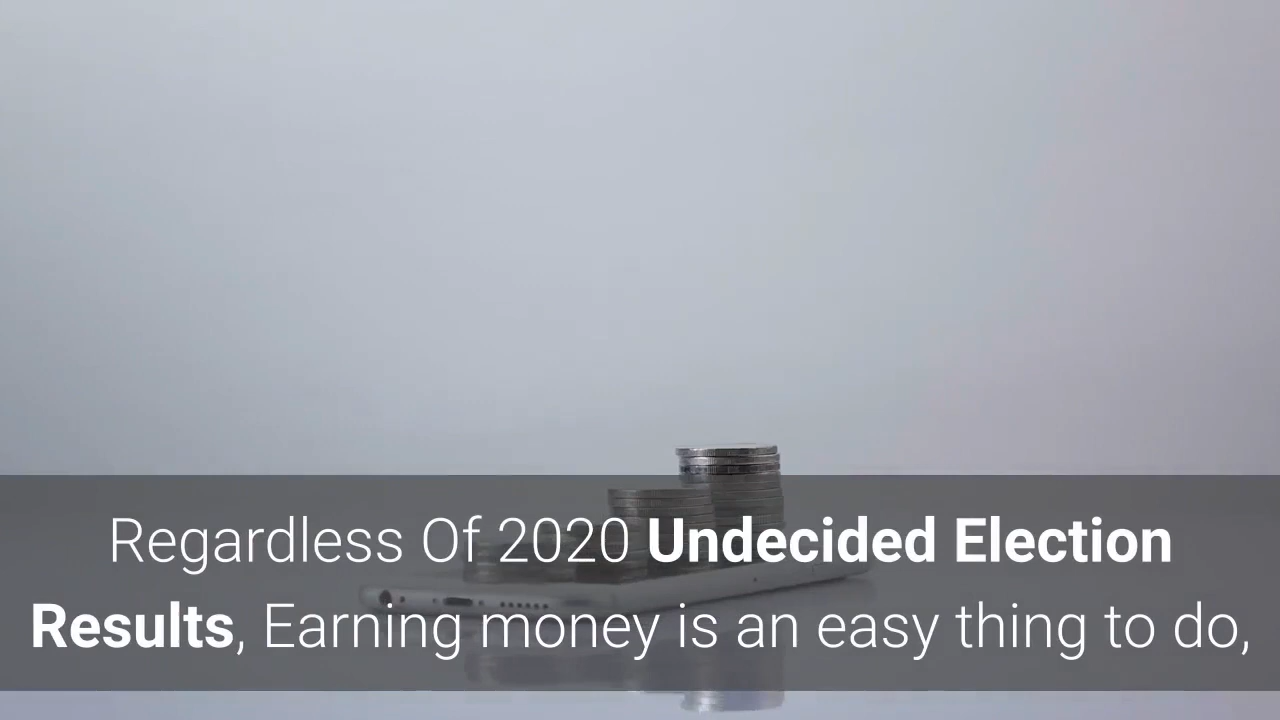 Regardless Of 2020 Undecided Election
Results, Earning money is an easy thing to do,